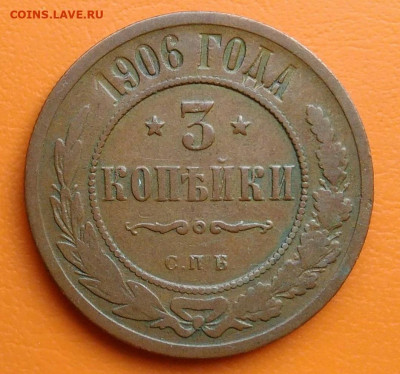 COINS.LAVE.RU
1906 ГОДА
3
КОПѢЙКИ
С.П.Б